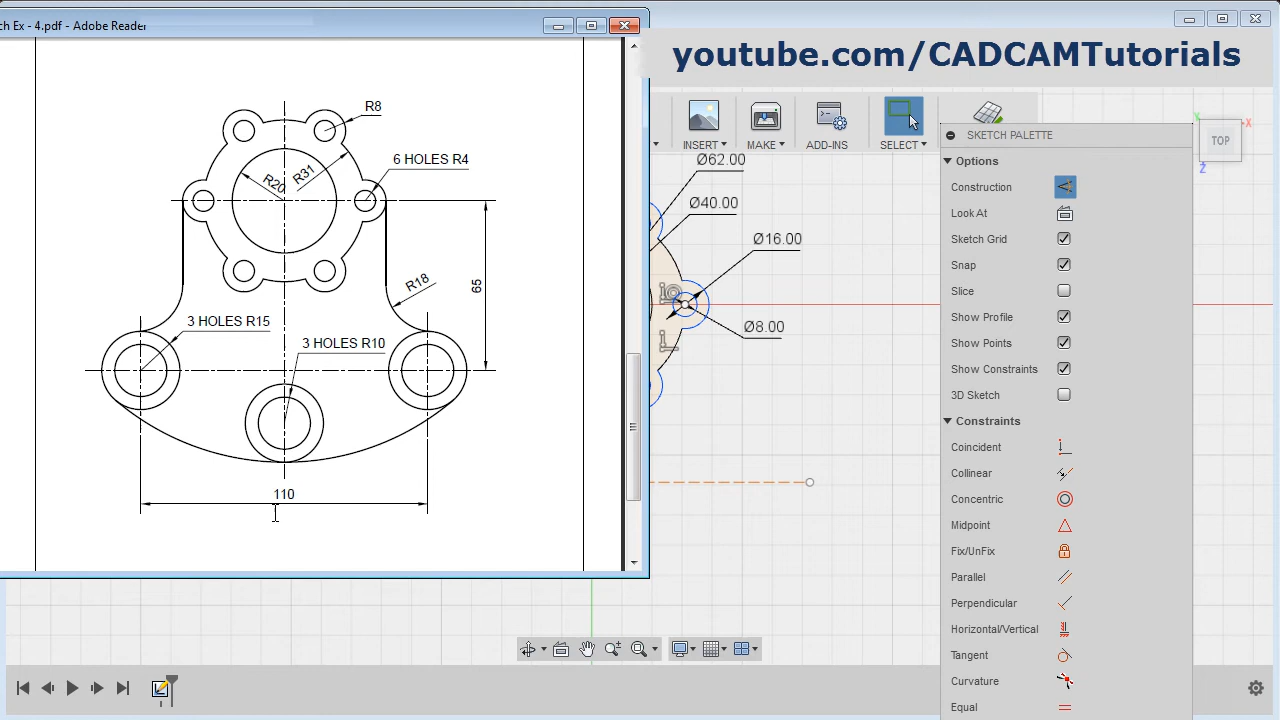 ch Ex - 4.pdf - Adobe Reader
youtube.com/CADCAMTutorials
R8
6 HOLES R4
R20
R31
R18
65
3 HOLES R15
3 HOLES R10
110
INSERT
MAKE
ADD-INS
SELECT
Ø62.00
Ø40.00
Ø16.00
Ø8.00
TOP
X
Y
Z
SKETCH PALETTE
Options
Construction
Look At
Sketch Grid
Snap
Slice
Show Profile
Show Points
Show Constraints
3D Sketch
Constraints
Coincident
Collinear
Concentric
Midpoint
Fix/UnFix
Parallel
Perpendicular
Horizontal/Vertical
Tangent
Curvature
Equal